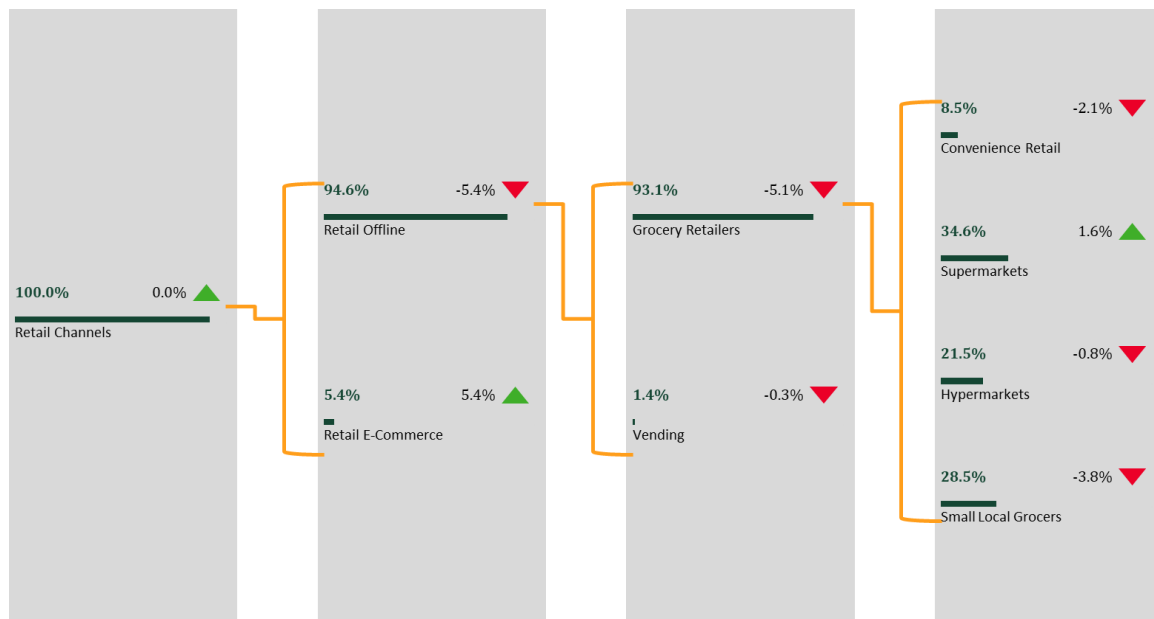 100.0% 0.0%
Retail Channels
94.6% -5.4%
Retail Offline
5.4% 5.4%
Retail E-Commerce
93.1% -5.1%
Grocery Retailers
1.4% -0.3%
Vending
8.5% -2.1%
Convenience Retail
34.6% 1.6%
Supermarkets
21.5% -0.8%
Hypermarkets
28.5% -3.8%
Small Local Grocers